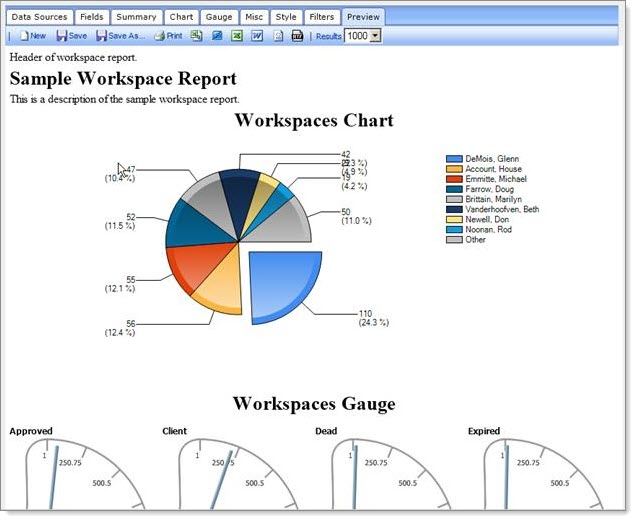 Data Sources Fields Summary Chart Gauge Misc Style Filters Preview
New Save Save As... Print Results 1000
Header of workspace report.
Sample Workspace Report
This is a description of the sample workspace report.
Workspaces Chart
42
(9.3 %)
(4.9 %)
19
(4.2 %)
47
(10.4 %)
50
(11.0 %)
52
(11.5 %)
55
(12.1 %)
56
(12.4 %)
110
(24.3 %)
DeMois, Glenn
Account, House
Emmitte, Michael
Farrow, Doug
Brittain, Marilyn
Vanderhoofven, Beth
Newell, Don
Noonan, Rod
Other
Workspaces Gauge
Approved Client Dead Expired
1 250.75 500.5
1 250.75 500.5
1 250.75 500.5
1 250.75 500.5